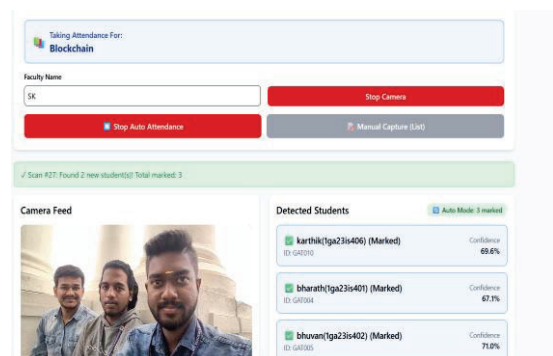 Taking Attendance For:
Blockchain
Faculty Name
SK
Stop Camera
Stop Auto Attendance
Manual Capture (List)
✓ Scan #27: Found 2 new student(s)! Total marked: 3
Camera Feed
Detected Students
Auto Mode: 3 marked
karthik(1ga23is406) (Marked)
Confidence
ID: GAT010
69.6%
bharath(1ga23is401) (Marked)
Confidence
ID: GAT004
67.1%
bhuvan(1ga23is402) (Marked)
Confidence
ID: GAT005
71.0%